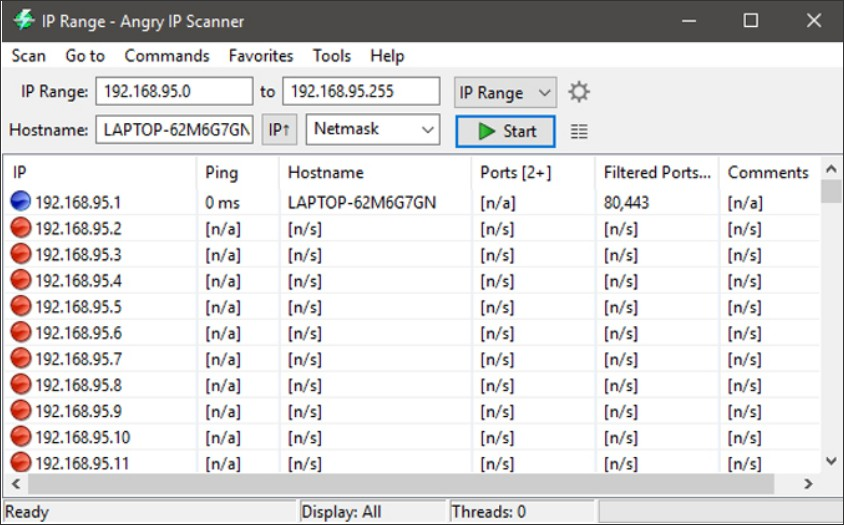 IP Range - Angry IP Scanner
Scan Go to Commands Favorites Tools Help
IP Range: 192.168.95.0 to 192.168.95.255 IP Range
Hostname: LAPTOP-62M6G7GN IP↑ Netmask Start
IP Ping Hostname Ports [2+] Filtered Ports... Comments
192.168.95.1 0 ms LAPTOP-62M6G7GN [n/a] 80,443 [n/a]
192.168.95.2 [n/a] [n/s] [n/s] [n/s] [n/s]
192.168.95.3 [n/a] [n/s] [n/s] [n/s] [n/s]
192.168.95.4 [n/a] [n/s] [n/s] [n/s] [n/s]
192.168.95.5 [n/a] [n/s] [n/s] [n/s] [n/s]
192.168.95.6 [n/a] [n/s] [n/s] [n/s] [n/s]
192.168.95.7 [n/a] [n/s] [n/s] [n/s] [n/s]
192.168.95.8 [n/a] [n/s] [n/s] [n/s] [n/s]
192.168.95.9 [n/a] [n/s] [n/s] [n/s] [n/s]
192.168.95.10 [n/a] [n/s] [n/s] [n/s] [n/s]
192.168.95.11 [n/a] [n/s] [n/s] [n/s] [n/s]
Ready Display: All Threads: 0